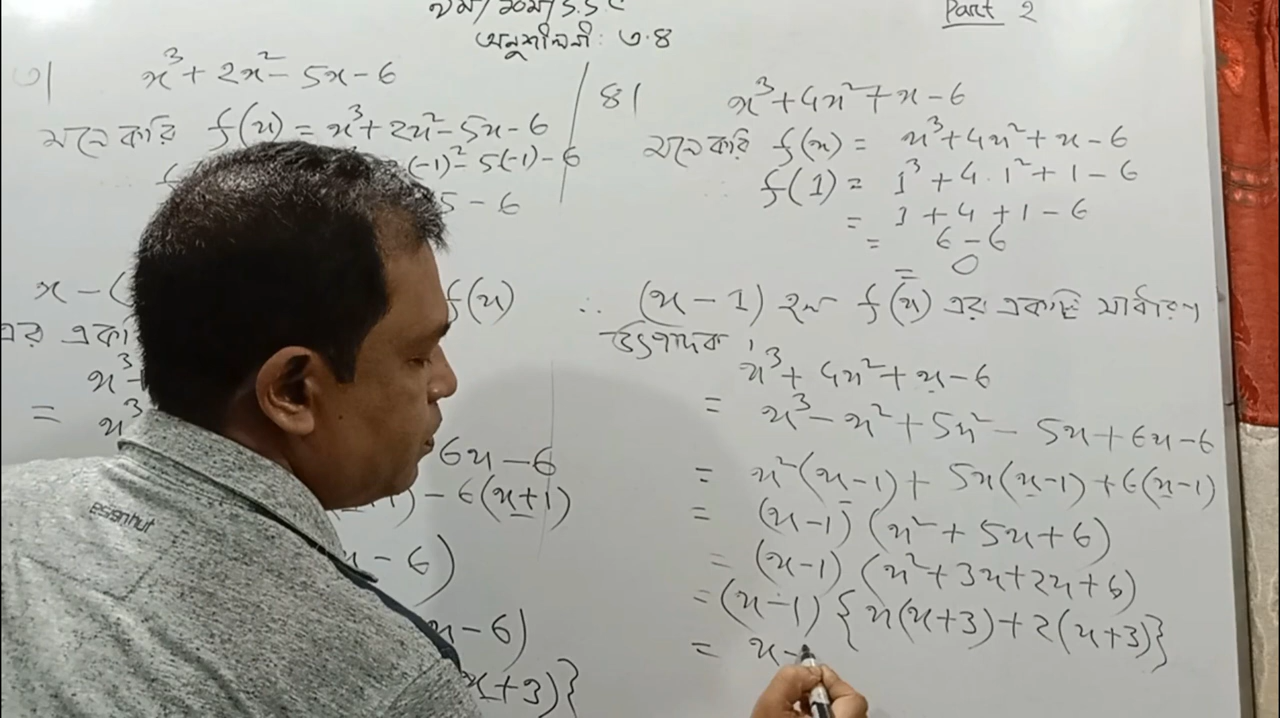 ৯ম/১০ম/S.S.C
Part 2
অনুশীলনী: ৩.৪
৩| x³ + 2x² - 5x - 6
মনে করি f(x) = x³ + 2x² - 5x - 6
(-1)² - 5(-1) - 6
5 - 6
x - (
f(x)
এর একা
x³
= x³
6x - 6
- 6(x+1)
x - 6)
x - 6)
x+3)}
৪| x³ + 4x² + x - 6
মনে করি f(x) = x³ + 4x² + x - 6
f(1) = 1³ + 4.1² + 1 - 6
= 1 + 4 + 1 - 6
= 6 - 6
= 0
∴ (x - 1) হল f(x) এর একটি সাধারণ
উৎপাদক।
x³ + 4x² + x - 6
= x³ - x² + 5x² - 5x + 6x - 6
= x²(x - 1) + 5x(x - 1) + 6(x - 1)
= (x - 1) (x² + 5x + 6)
= (x - 1) (x² + 3x + 2x + 6)
= (x - 1) {x(x + 3) + 2(x + 3)}
= x -
esenhut